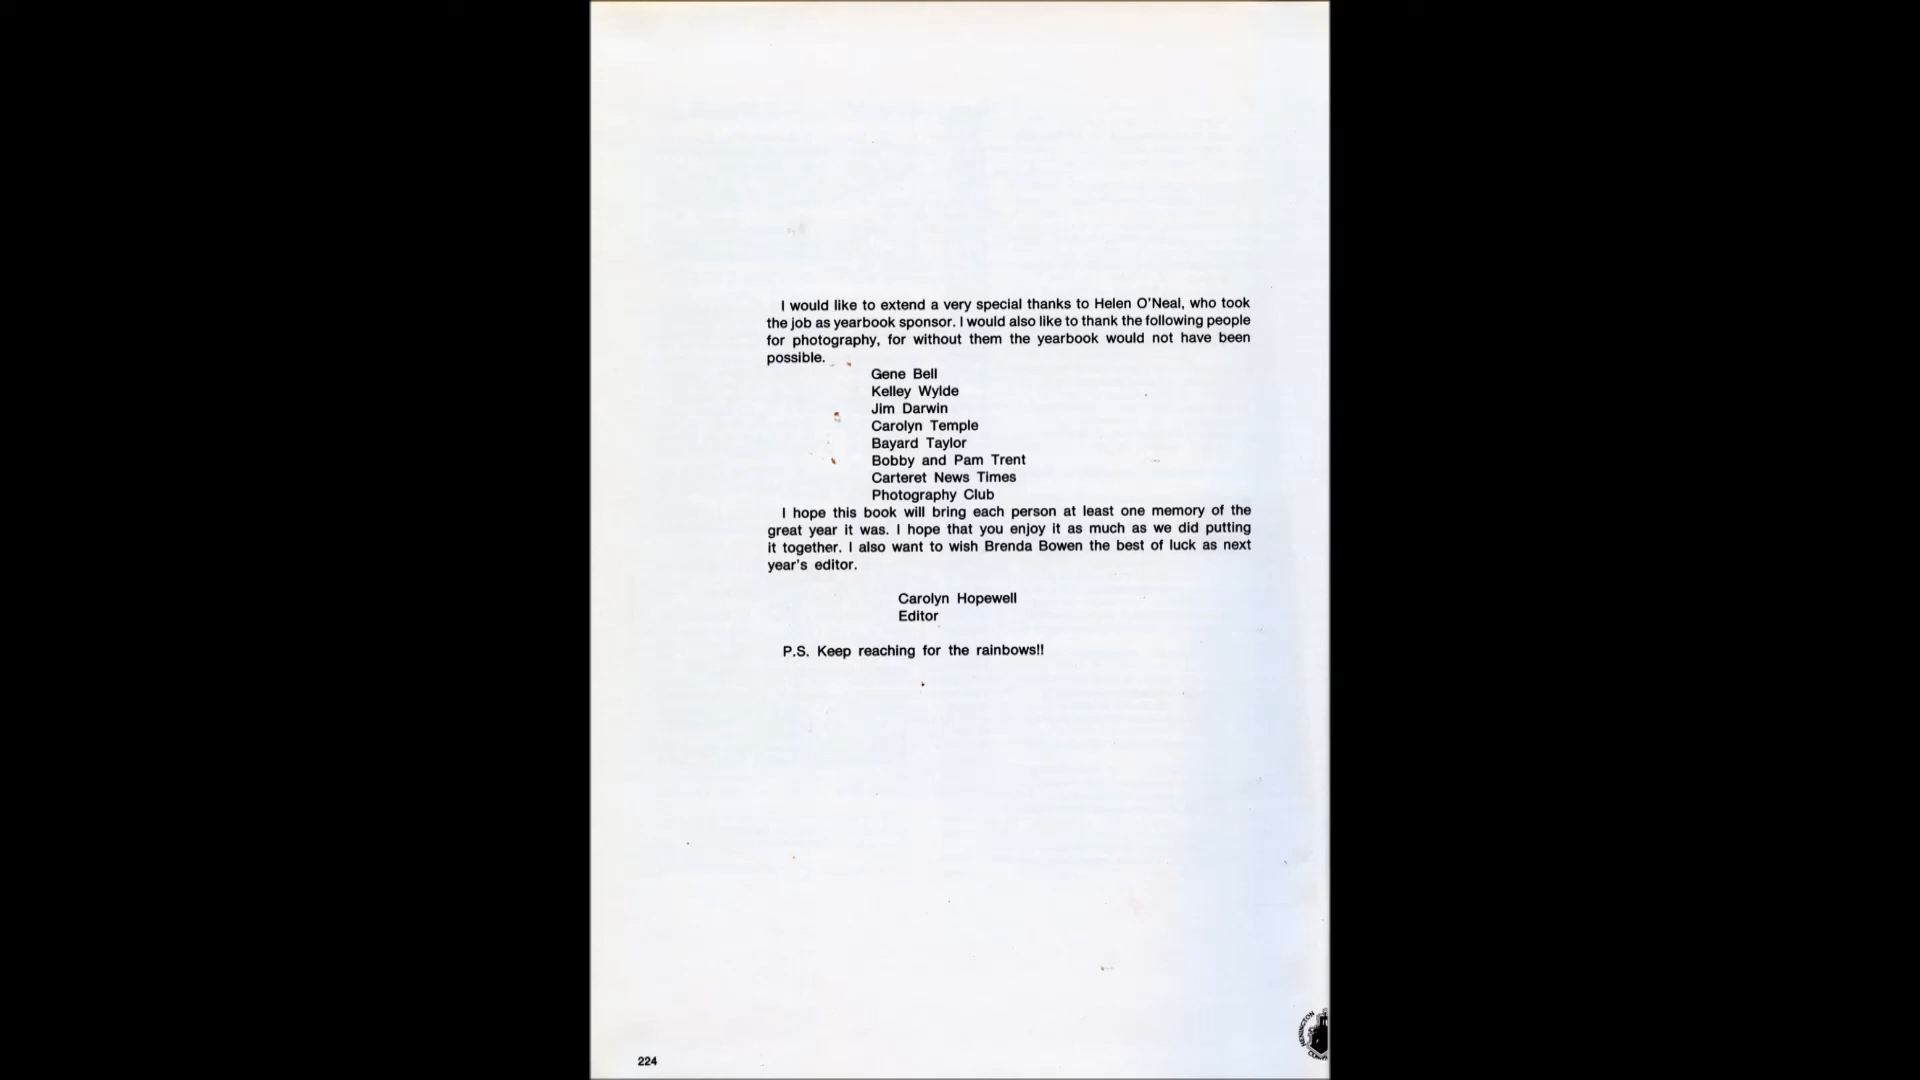 I would like to extend a very special thanks to Helen O'Neal, who took
the job as yearbook sponsor. I would also like to thank the following people
for photography, for without them the yearbook would not have been
possible.
Gene Bell
Kelley Wylde
Jim Darwin
Carolyn Temple
Bayard Taylor
Bobby and Pam Trent
Carteret News Times
Photography Club
I hope this book will bring each person at least one memory of the
great year it was. I hope that you enjoy it as much as we did putting
it together. I also want to wish Brenda Bowen the best of luck as next
year's editor.
Carolyn Hopewell
Editor
P.S. Keep reaching for the rainbows!!
224